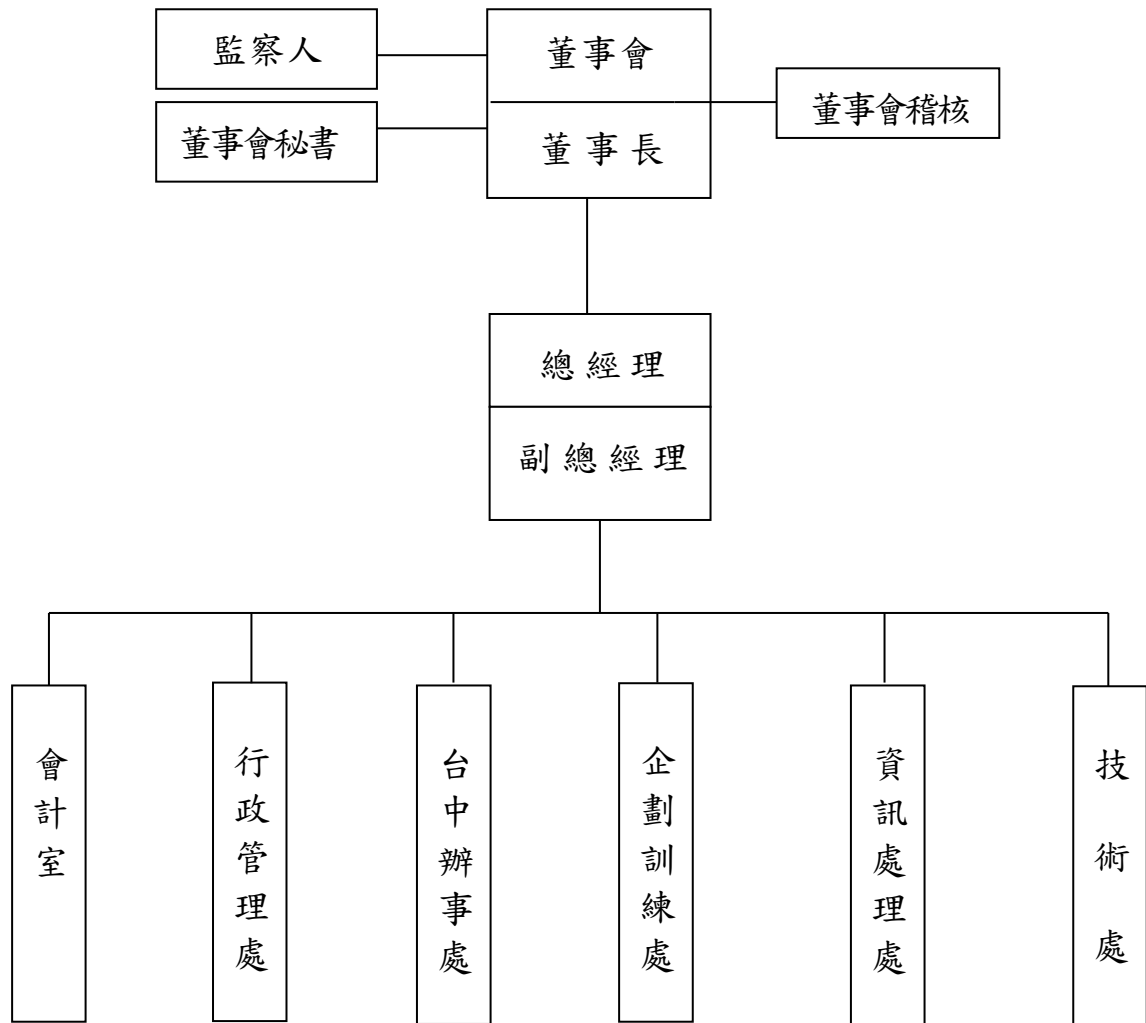 監察人
董事會
董事會稽核
董事會秘書
董事長
總經理
副總經理
會計室
行政管理處
台中辦事處
企劃訓練處
資訊處理處
技術處